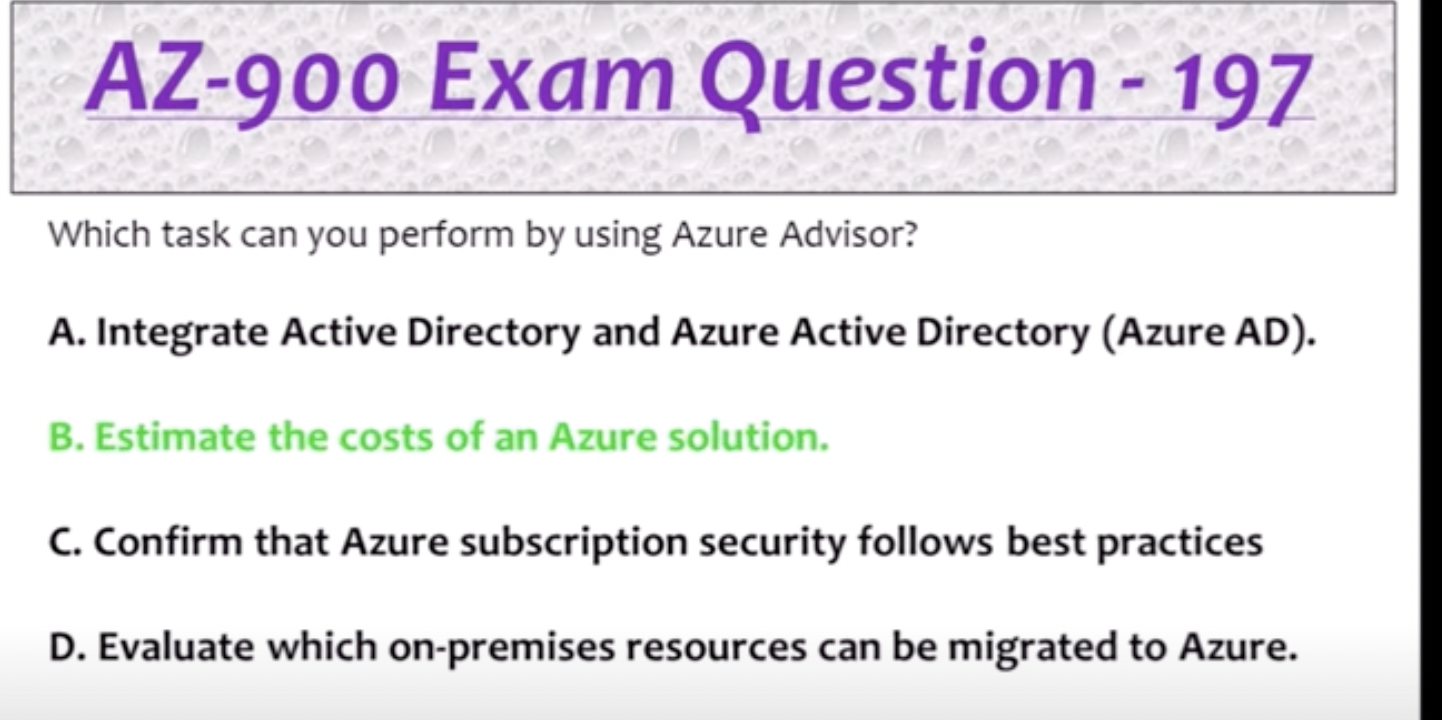 AZ-900 Exam Question - 197
Which task can you perform by using Azure Advisor?
A. Integrate Active Directory and Azure Active Directory (Azure AD).
B. Estimate the costs of an Azure solution.
C. Confirm that Azure subscription security follows best practices
D. Evaluate which on-premises resources can be migrated to Azure.